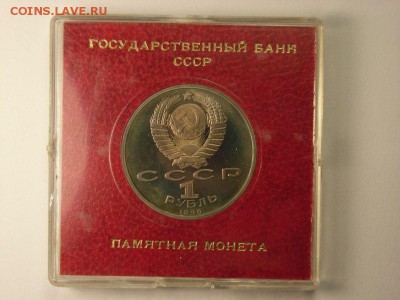 COINS.LAVE.RU
ГОСУДАРСТВЕННЫЙ БАНК
СССР
СССР
1
РУБЛЬ
ПАМЯТНАЯ МОНЕТА